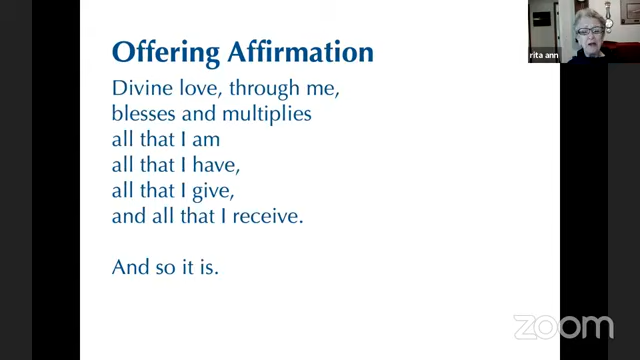 Offering Affirmation
Divine love, through me,
blesses and multiplies
all that I am
all that I have,
all that I give,
and all that I receive.
And so it is.
rita ann
zoom